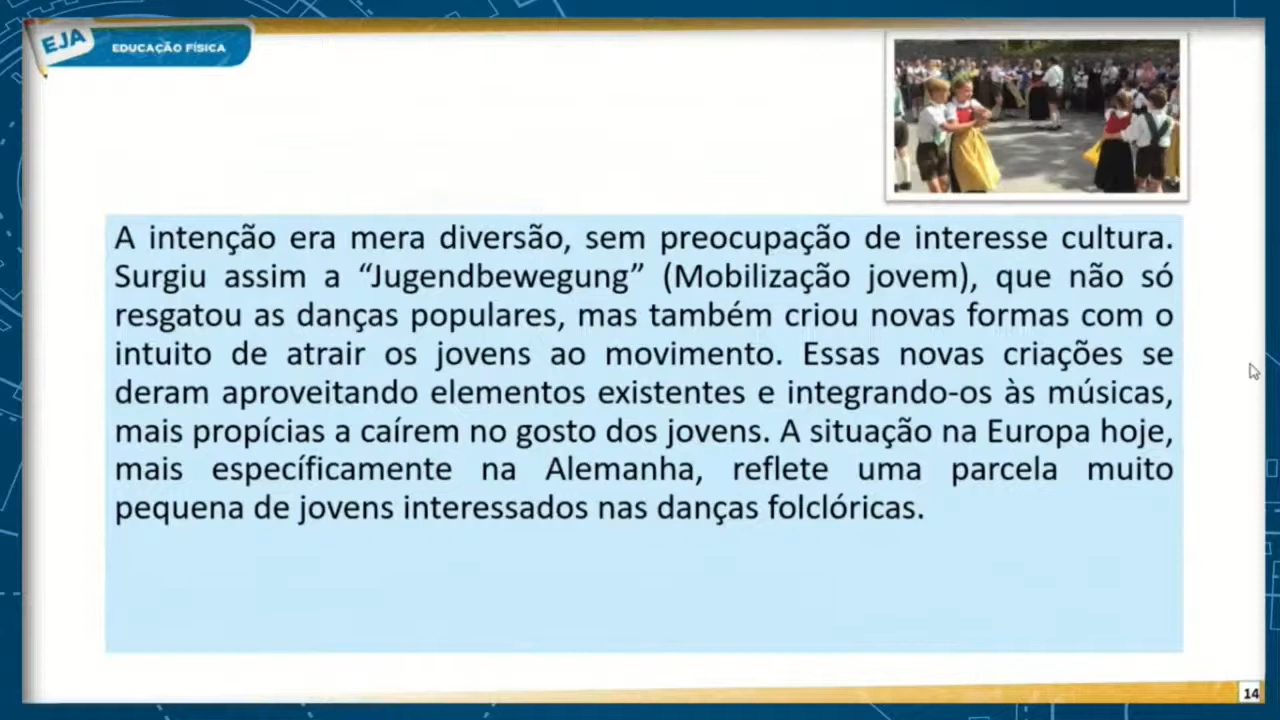 EJA
EDUCAÇÃO FÍSICA
A intenção era mera diversão, sem preocupação de interesse cultura.
Surgiu assim a “Jugendbewegung” (Mobilização jovem), que não só
resgatou as danças populares, mas também criou novas formas com o
intuito de atrair os jovens ao movimento. Essas novas criações se
deram aproveitando elementos existentes e integrando-os às músicas,
mais propícias a caírem no gosto dos jovens. A situação na Europa hoje,
mais específicamente na Alemanha, reflete uma parcela muito
pequena de jovens interessados nas danças folclóricas.
14